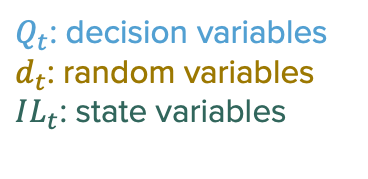 Qₜ: decision variables
dₜ: random variables
ILₜ: state variables